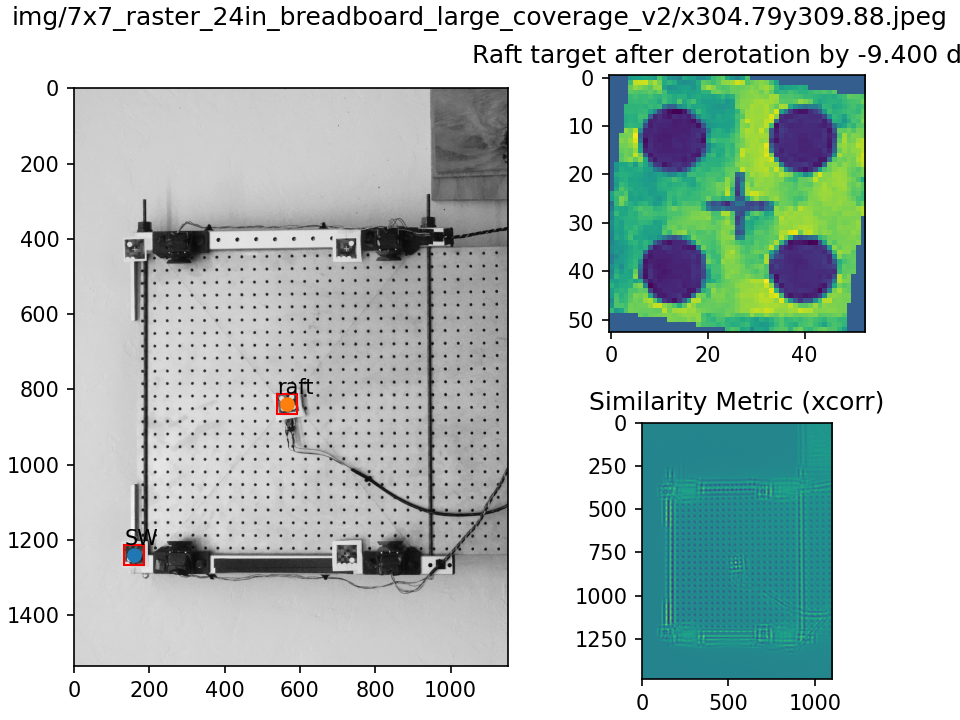 img/7x7_raster_24in_breadboard_large_coverage_v2/x304.79y309.88.jpeg
Raft target after derotation by -9.400 d
0
200
400
600
800
1000
1200
1400
0 200 400 600 800 1000
raft
SW
0
10
20
30
40
50
0 20 40
Similarity Metric (xcorr)
0
250
500
750
1000
1250
0 500 1000